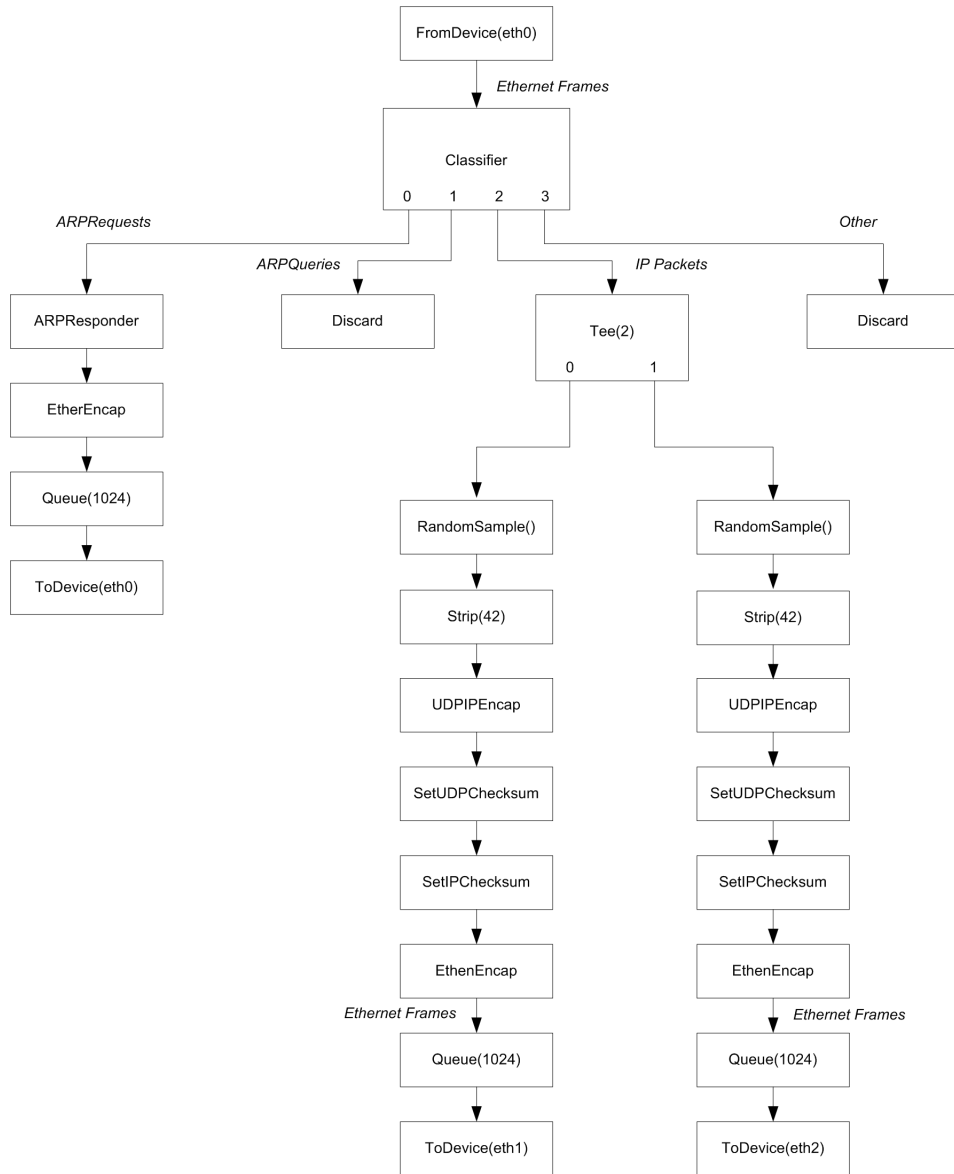 FromDevice(eth0)
Ethernet Frames
Classifier
0 1 2 3
ARPRequests
Other
ARPQueries
IP Packets
ARPResponder
Discard
Tee(2)
0 1
Discard
EtherEncap
Queue(1024)
ToDevice(eth0)
RandomSample()
RandomSample()
Strip(42)
Strip(42)
UDPIPEncap
UDPIPEncap
SetUDPChecksum
SetUDPChecksum
SetIPChecksum
SetIPChecksum
EthenEncap
EthenEncap
Ethernet Frames
Ethernet Frames
Queue(1024)
Queue(1024)
ToDevice(eth1)
ToDevice(eth2)